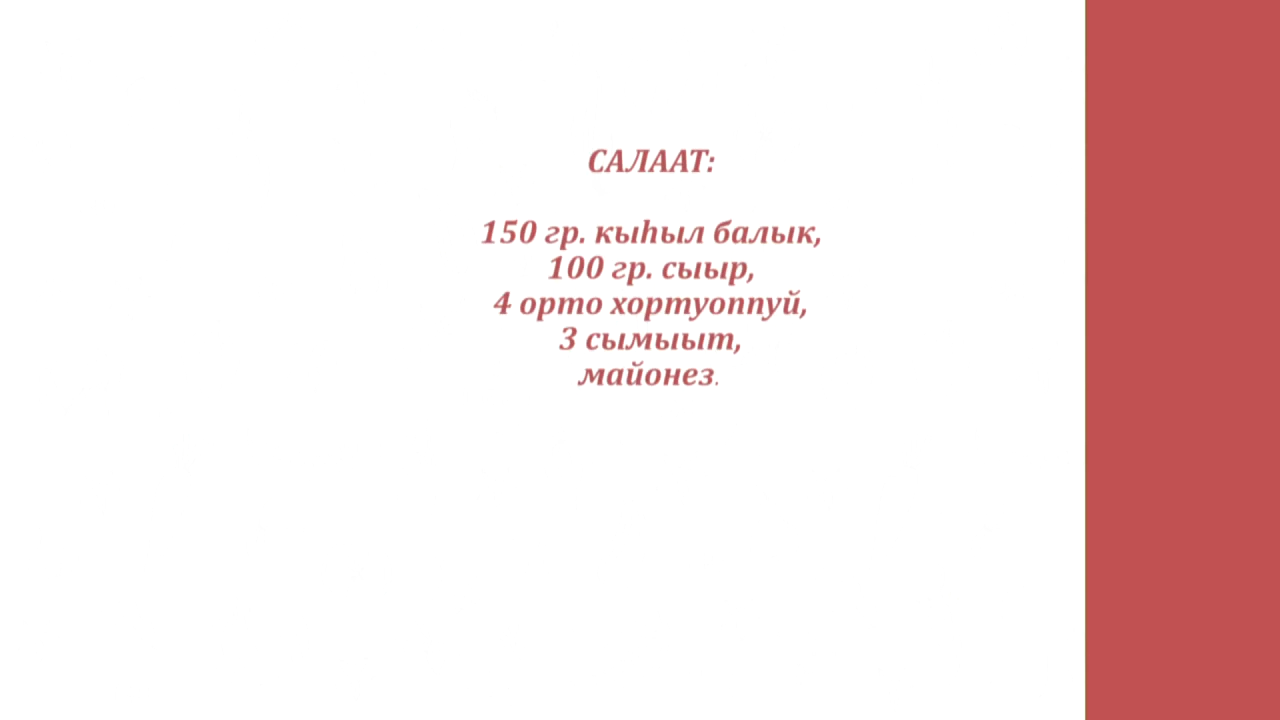 САЛААТ:
150 гр. кыһыл балык,
100 гр. сыыр,
4 орто хортуоппуй,
3 сымыыт,
майонез.